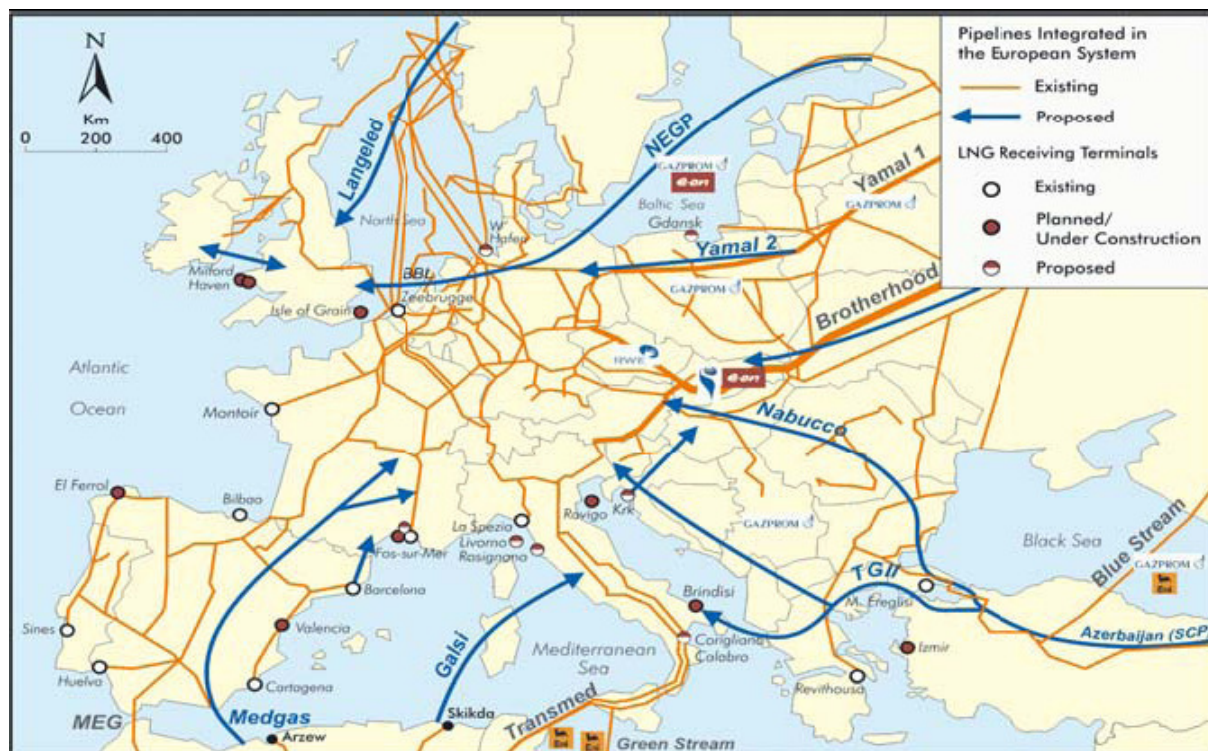 N
Km
0 200 400
Pipelines Integrated in
the European System
Existing
Proposed
LNG Receiving Terminals
Existing
Planned/
Under Construction
Proposed
Langeled
North Sea
NEGP
GAZPROM
e·on
Baltic Sea
Gdansk
Yamal 1
GAZPROM
Yamal 2
GAZPROM
W
Hafen
Milford
Haven
BBL
Zeebrugge
Isle of Grain
Brotherhood
RWE
e·on
Atlantic
Ocean
Montoir
Nabucco
El Ferrol
Bilbao
La Spezia
Livorno
Rosignano
Fos-sur-Mer
Rovigo
Krk
GAZPROM
Black Sea
Blue Stream
GAZPROM
Eni
Barcelona
Brindisi
TGII
M. Ereglisi
Sines
Valencia
Galsi
Mediterranean
Sea
Corigliano
Calabro
Azerbaijan (SCP
Izmir
Huelva
Cartagena
Revithousa
MEG
Medgas
Arzew
Skikda
Transmed
Eni
Eni
Green Stream